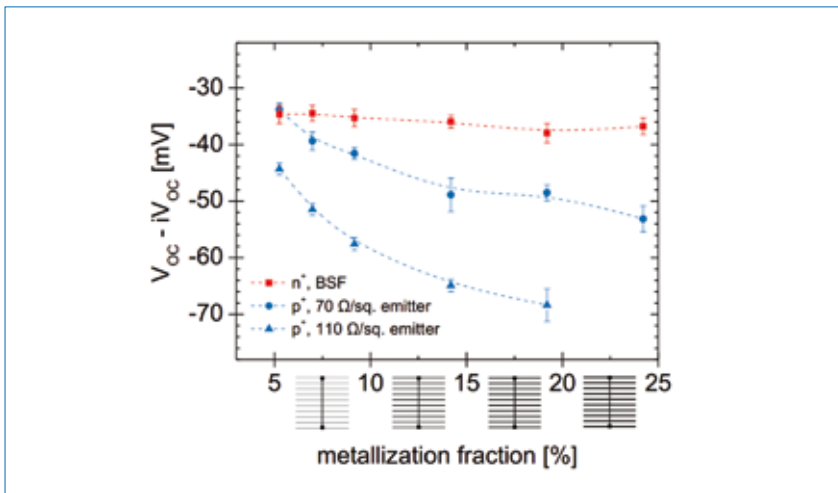 -30
-40
-50
-60
-70
V_OC - iV_OC [mV]
n⁺, BSF
p⁺, 70 Ω/sq. emitter
p⁺, 110 Ω/sq. emitter
5 10 15 20 25
metallization fraction [%]